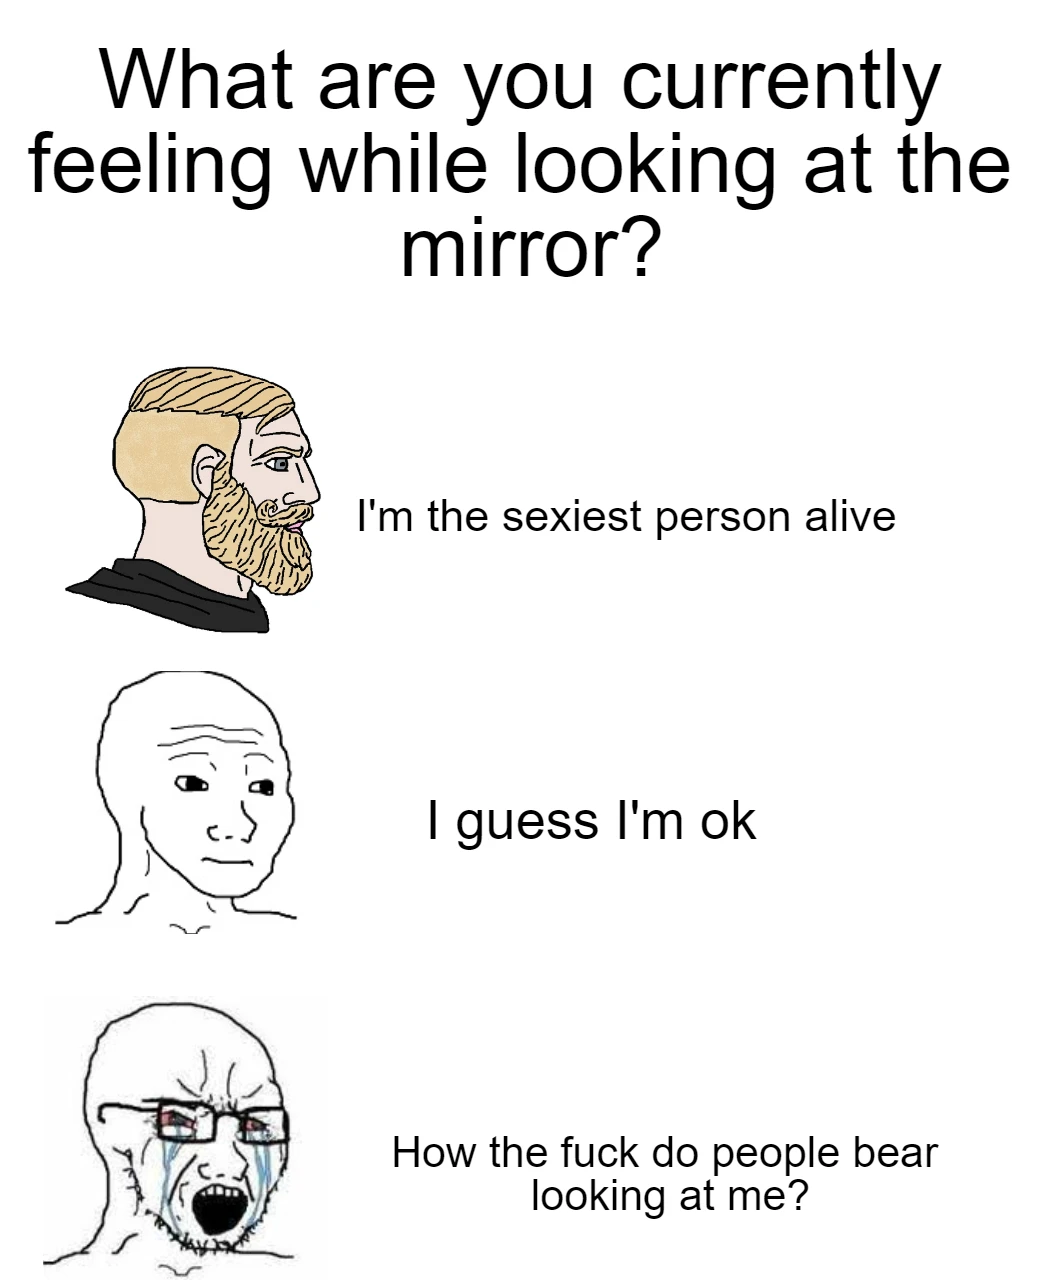 What are you currently
feeling while looking at the
mirror?
I'm the sexiest person alive
I guess I'm ok
How the fuck do people bear
looking at me?